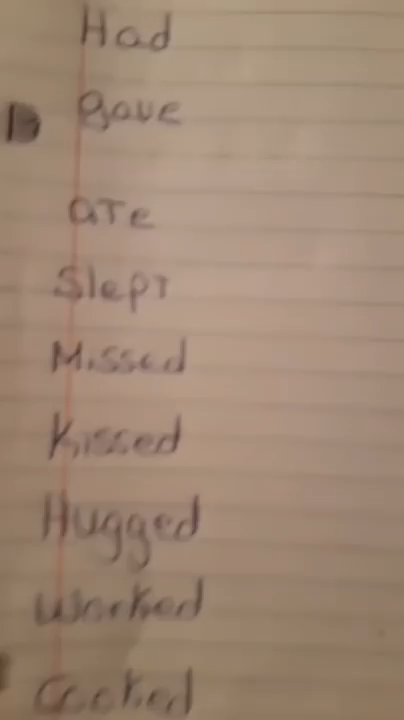 Had
gave
aTe
SlepT
Missed
Kissed
Hugged
Worked
Cooked